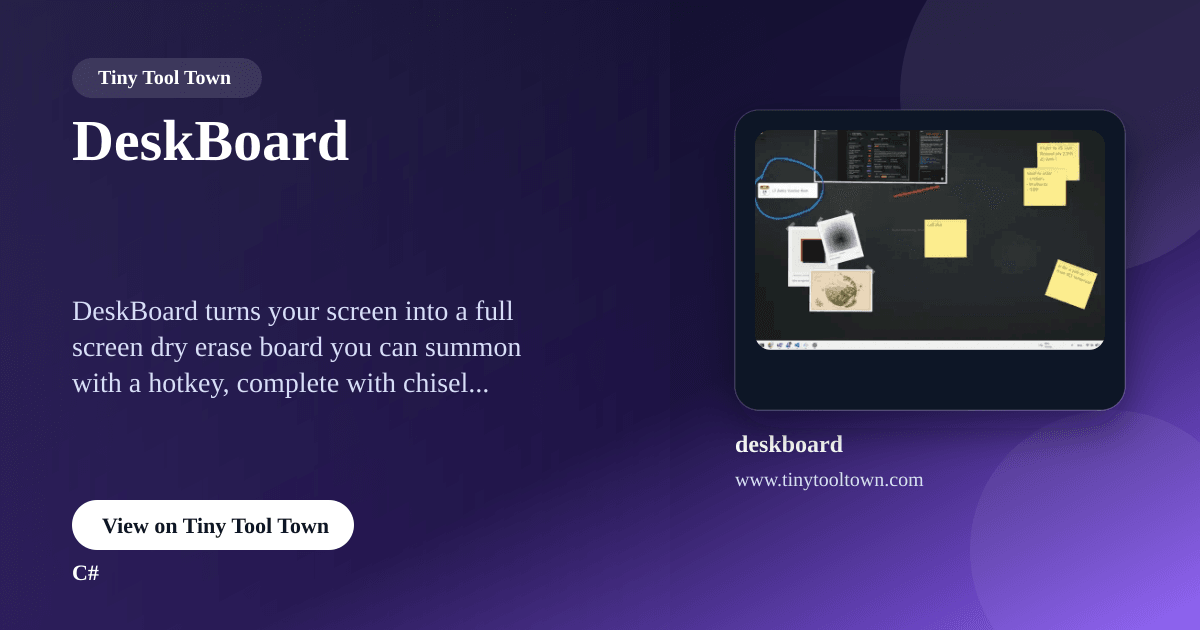 Tiny Tool Town
DeskBoard
DeskBoard turns your screen into a full
screen dry erase board you can summon
with a hotkey, complete with chisel...
View on Tiny Tool Town
C#
deskboard
www.tinytooltown.com